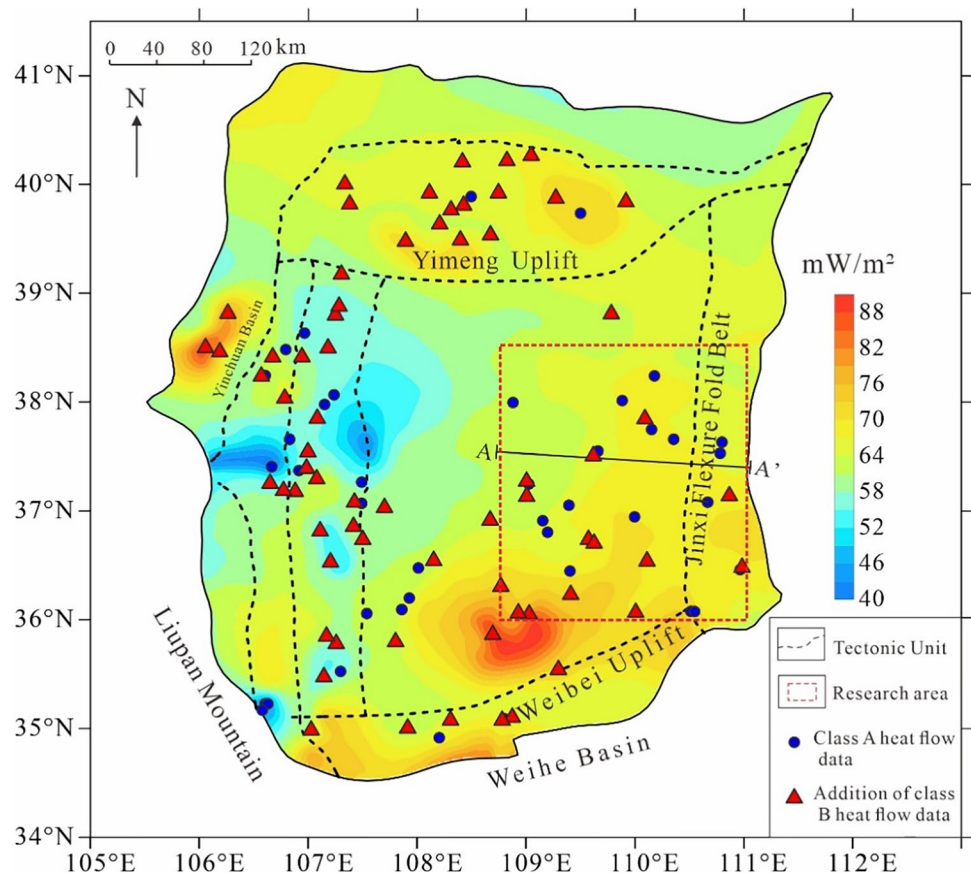 0 40 80 120 km
N
41°N
40°N
39°N
38°N
37°N
36°N
35°N
34°N
105°E 106°E 107°E 108°E 109°E 110°E 111°E 112°E
Yimeng Uplift
Yinchuan Basin
Jinxi Flexure Fold Belt
A
A’
Liupan Mountain
Weibei Uplift
Weihe Basin
mW/m²
88
82
76
70
64
58
52
46
40
Tectonic Unit
Research area
Class A heat flow
data
Addition of class
B heat flow data